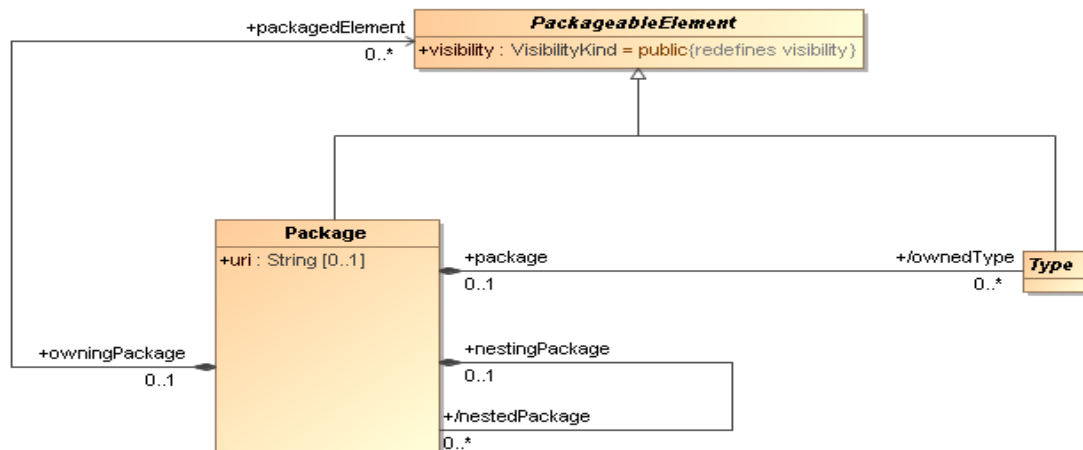 PackageableElement
+packagedElement
+visibility : VisibilityKind = public{redefines visibility}
0..*
Package
+uri : String [0..1]
+package
+/ownedType
Type
0..1
0..*
+nestingPackage
+owningPackage
0..1
0..1
+/nestedPackage
0..*